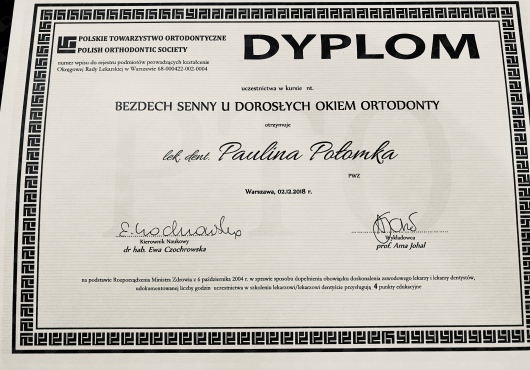 POLSKIE TOWARZYSTWO ORTODONTYCZNE
POLISH ORTHODONTIC SOCIETY
DYPLOM
numer wpisu do rejestru podmiotów prowadzących kształcenie
Okręgowej Rady Lekarskiej w Warszawie 68-000422-002-0004
uczestnictwa w kursie nt.
BEZDECH SENNY U DOROSŁYCH OKIEM ORTODONTY
otrzymuje
lek. dent. Paulina Połomka
PWZ
Warszawa, 02.12.2018 r.
Kierownik Naukowy
dr hab. Ewa Czochrowska
Wykładowca
prof. Ama Johal
na podstawie Rozporządzenia Ministra Zdrowia z 6 października 2004 r. w sprawie sposobu dopełnienia obowiązku doskonalenia zawodowego lekarzy i lekarzy dentystów,
udokumentowanej liczby godzin uczestnictwa w szkoleniu lekarzowi/lekarzowi dentyście przysługują 4 punkty edukacyjne